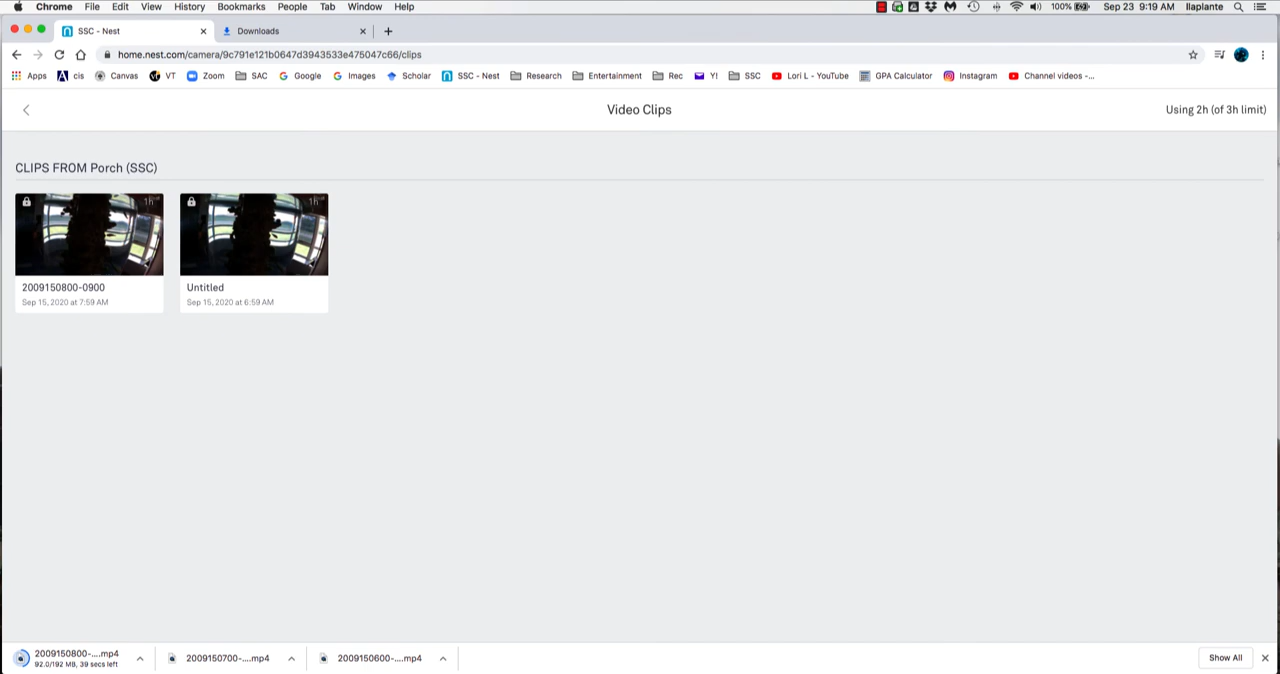 Chrome File Edit View History Bookmarks People Tab Window Help 100% Sep 23 9:19 AM llaplante
SSC - Nest Downloads
home.nest.com/camera/9c791e121b0647d3943533e475047c66/clips
Apps cis Canvas VT Zoom SAC Google Images Scholar SSC - Nest Research Entertainment Rec Y! SSC Lori L - YouTube GPA Calculator Instagram Channel videos -...
Video Clips Using 2h (of 3h limit)
CLIPS FROM Porch (SSC)
1h 1h
2009150800-0900 Untitled
Sep 15, 2020 at 7:59 AM Sep 15, 2020 at 6:59 AM
2009150800-....mp4 2009150700-....mp4 2009150600-....mp4 Show All
92.0/192 MB, 39 secs left